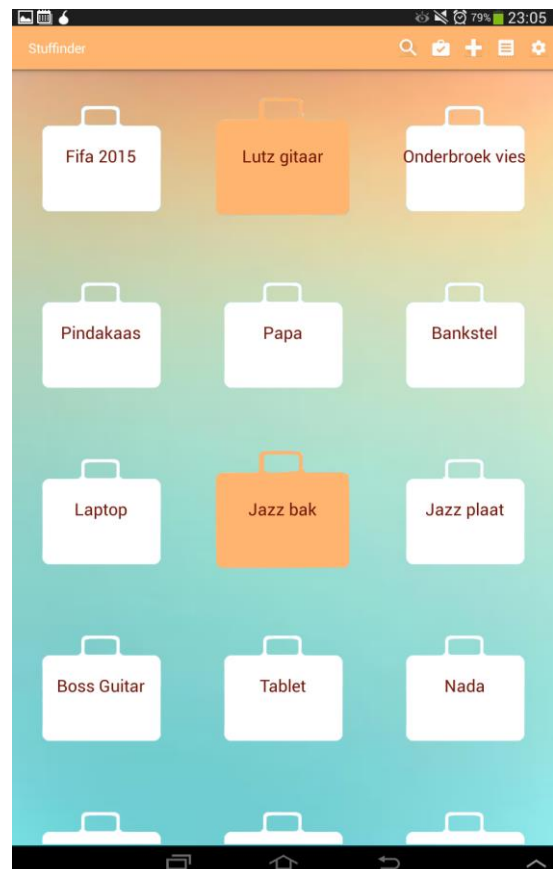 79% 23:05
Stuffinder
Fifa 2015 Lutz gitaar Onderbroek vies
Pindakaas Papa Bankstel
Laptop Jazz bak Jazz plaat
Boss Guitar Tablet Nada